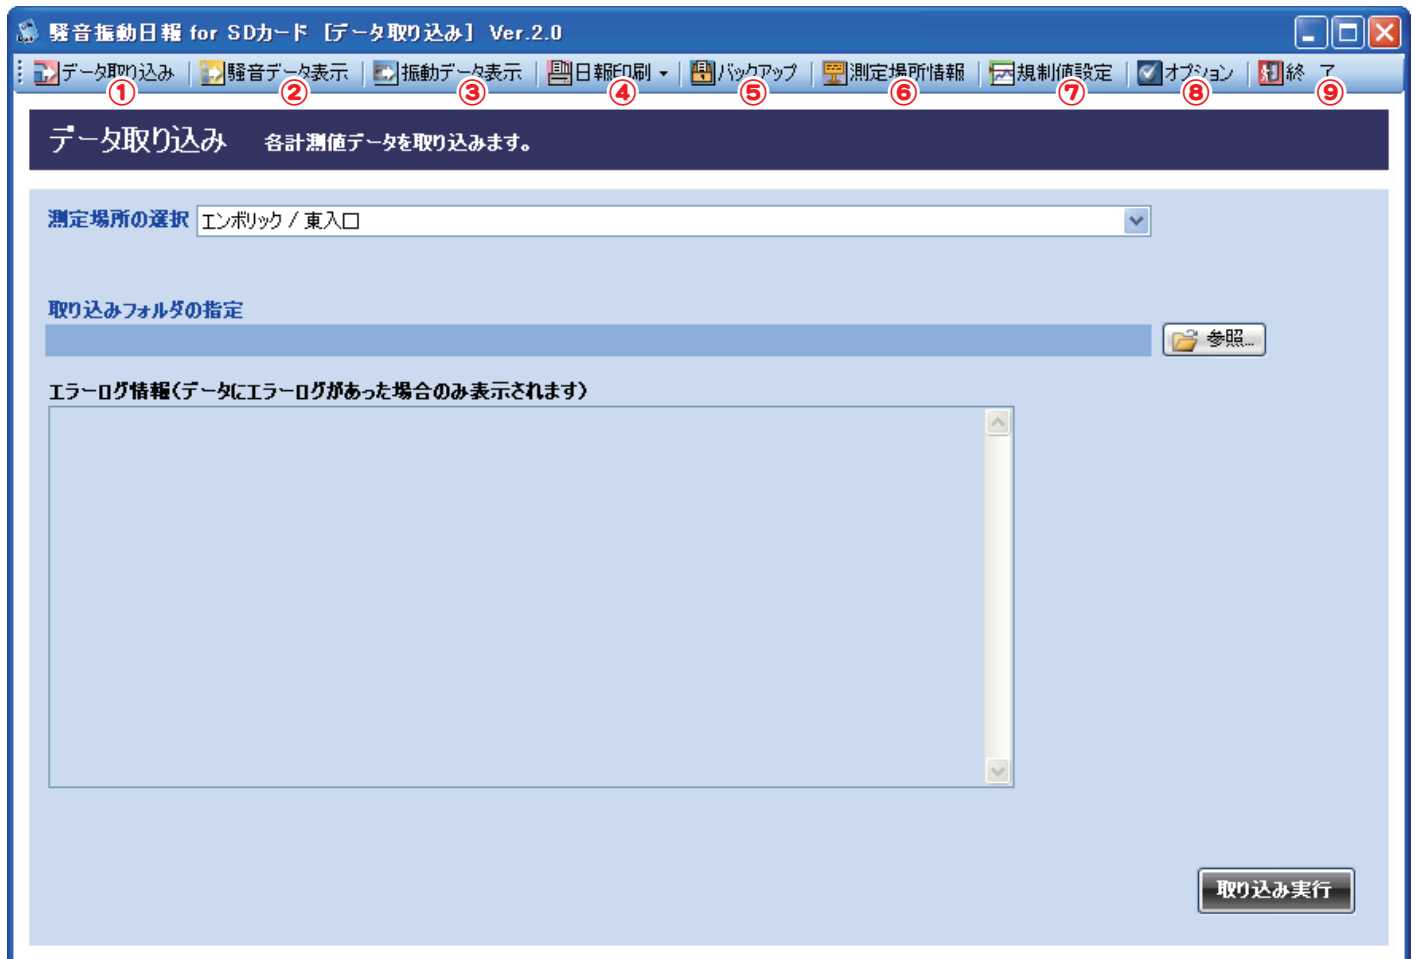 騒音振動日報 for SDカード [データ取り込み] Ver.2.0
データ取り込み 騒音データ表示 振動データ表示 日報印刷 バックアップ 測定場所情報 規制値設定 オプション 終 了
① ② ③ ④ ⑤ ⑥ ⑦ ⑧ ⑨
データ取り込み 各計測値データを取り込みます。
測定場所の選択 エンボリック / 東入口
取り込みフォルダの指定
参照...
エラーログ情報(データにエラーログがあった場合のみ表示されます)
取り込み実行